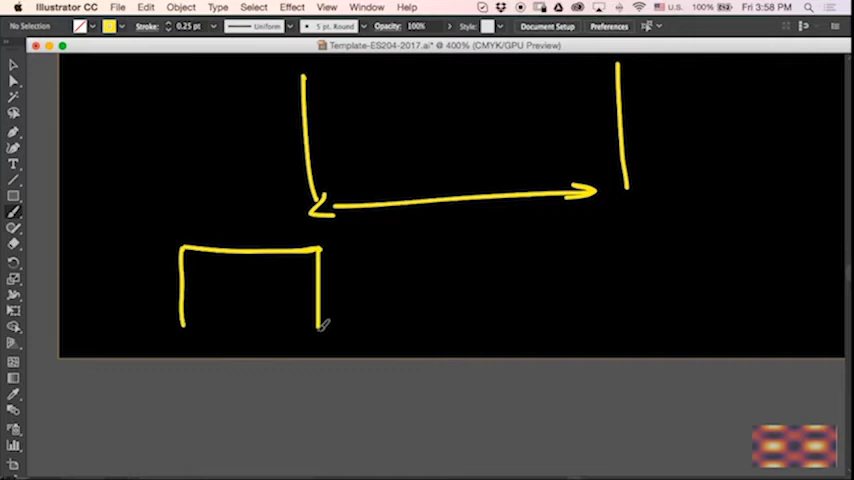 Illustrator CC File Edit Object Type Select Effect View Window Help U.S. 100% Fri 3:58 PM
No Selection Stroke: 0.25 pt Uniform 5 pt. Round Opacity: 100% Style: Document Setup Preferences
Template-ES204-2017.ai* @ 400% (CMYK/GPU Preview)
T